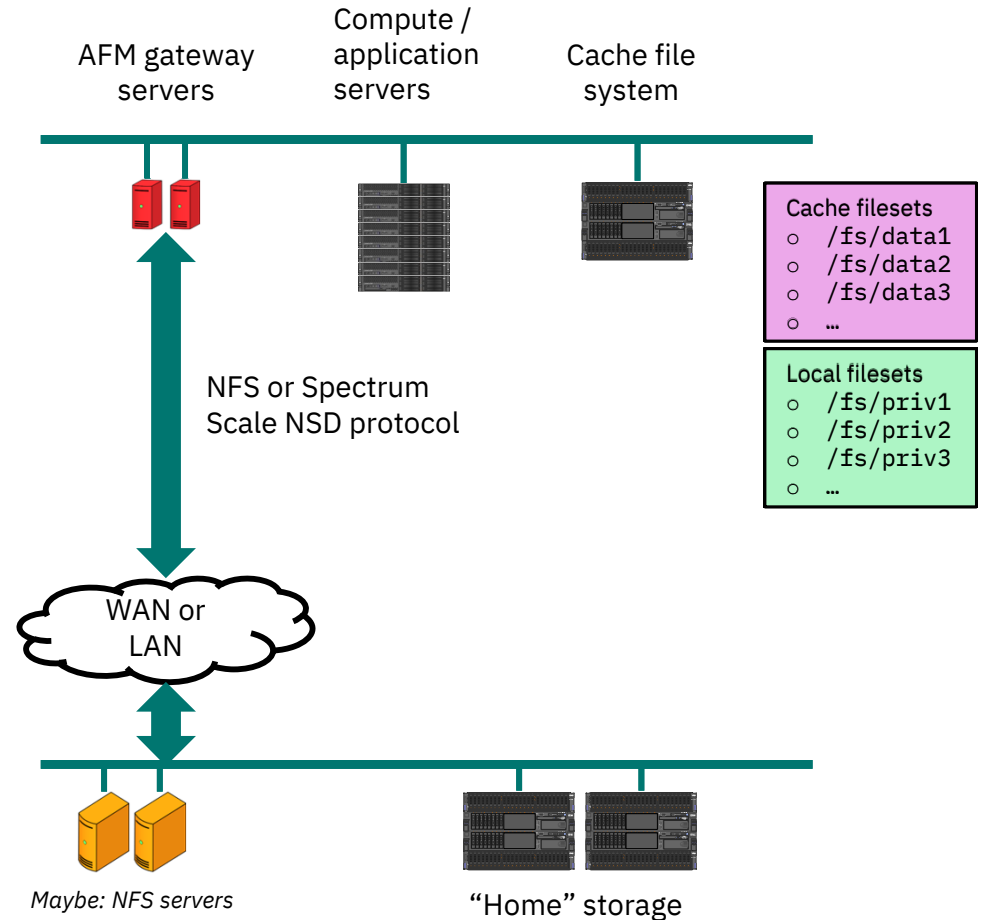 AFM gateway
servers
Compute /
application
servers
Cache file
system
Cache filesets
○ /fs/data1
○ /fs/data2
○ /fs/data3
○ …
Local filesets
○ /fs/priv1
○ /fs/priv2
○ /fs/priv3
○ …
NFS or Spectrum
Scale NSD protocol
WAN or
LAN
Maybe: NFS servers
“Home” storage